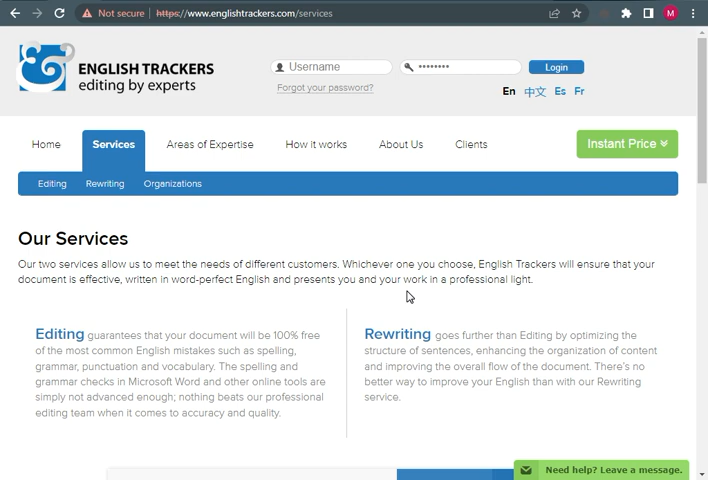 Not secure https://www.englishtrackers.com/services
M
ENGLISH TRACKERS
editing by experts
Username
********
Login
Forgot your password?
En 中文 Es Fr
Home Services Areas of Expertise How it works About Us Clients Instant Price
Editing Rewriting Organizations
Our Services
Our two services allow us to meet the needs of different customers. Whichever one you choose, English Trackers will ensure that your
document is effective, written in word-perfect English and presents you and your work in a professional light.
Editing guarantees that your document will be 100% free
of the most common English mistakes such as spelling,
grammar, punctuation and vocabulary. The spelling and
grammar checks in Microsoft Word and other online tools are
simply not advanced enough; nothing beats our professional
editing team when it comes to accuracy and quality.
Rewriting goes further than Editing by optimizing the
structure of sentences, enhancing the organization of content
and improving the overall flow of the document. There's no
better way to improve your English than with our Rewriting
service.
Need help? Leave a message.